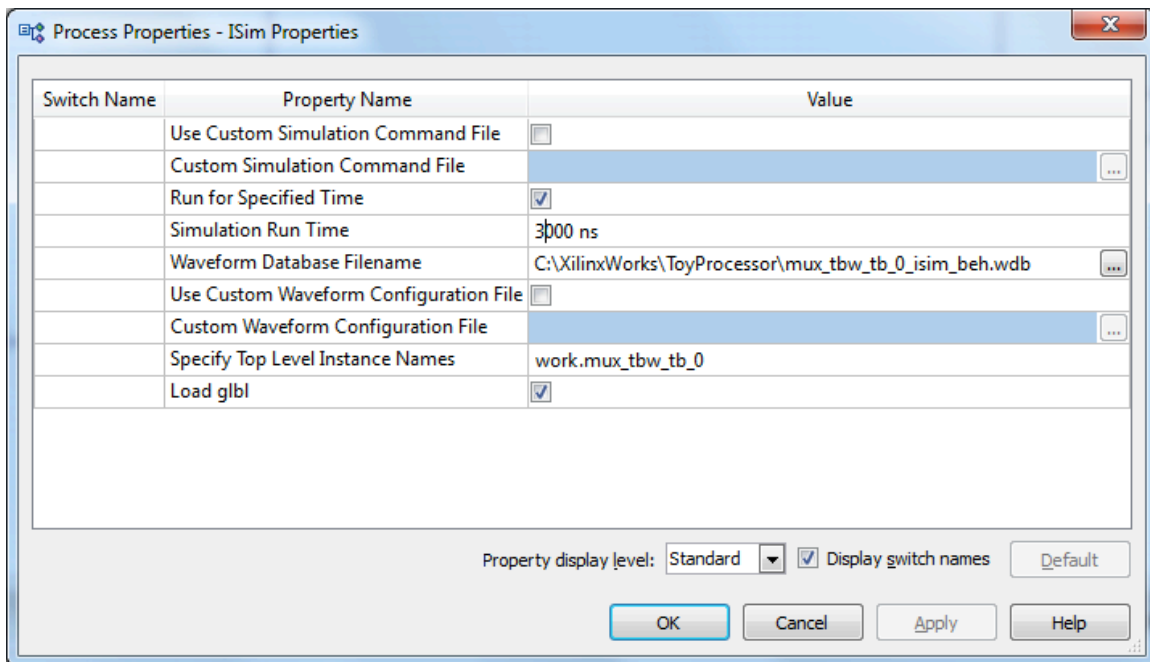 Process Properties - ISim Properties
Switch Name Property Name Value
Use Custom Simulation Command File
Custom Simulation Command File ...
Run for Specified Time
Simulation Run Time 3000 ns
Waveform Database Filename C:\XilinxWorks\ToyProcessor\mux_tbw_tb_0_isim_beh.wdb ...
Use Custom Waveform Configuration File
Custom Waveform Configuration File ...
Specify Top Level Instance Names work.mux_tbw_tb_0
Load glbl
Property display level: Standard Display switch names Default
OK Cancel Apply Help